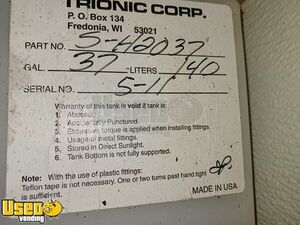 TRIONIC CORP.
P.O. Box 134
Fredonia, WI 53021
PART NO. S-H2037
GAL 37 -LITERS 140
SERIAL NO. 5-11
Warranty of this tank is void if tank is:
1. Abused.
2. Accidentally Punctured.
3. Excessive torque is applied when installing fittings.
4. Usage of metal fittings.
5. Stored in Direct Sunlight.
6. Tank Bottom is not fully supported.
Note: With the use of plastic fittings:
Teflon tape is not necessary. One or two turns past hand tight
is sufficient.
MADE IN USA
Used
vending